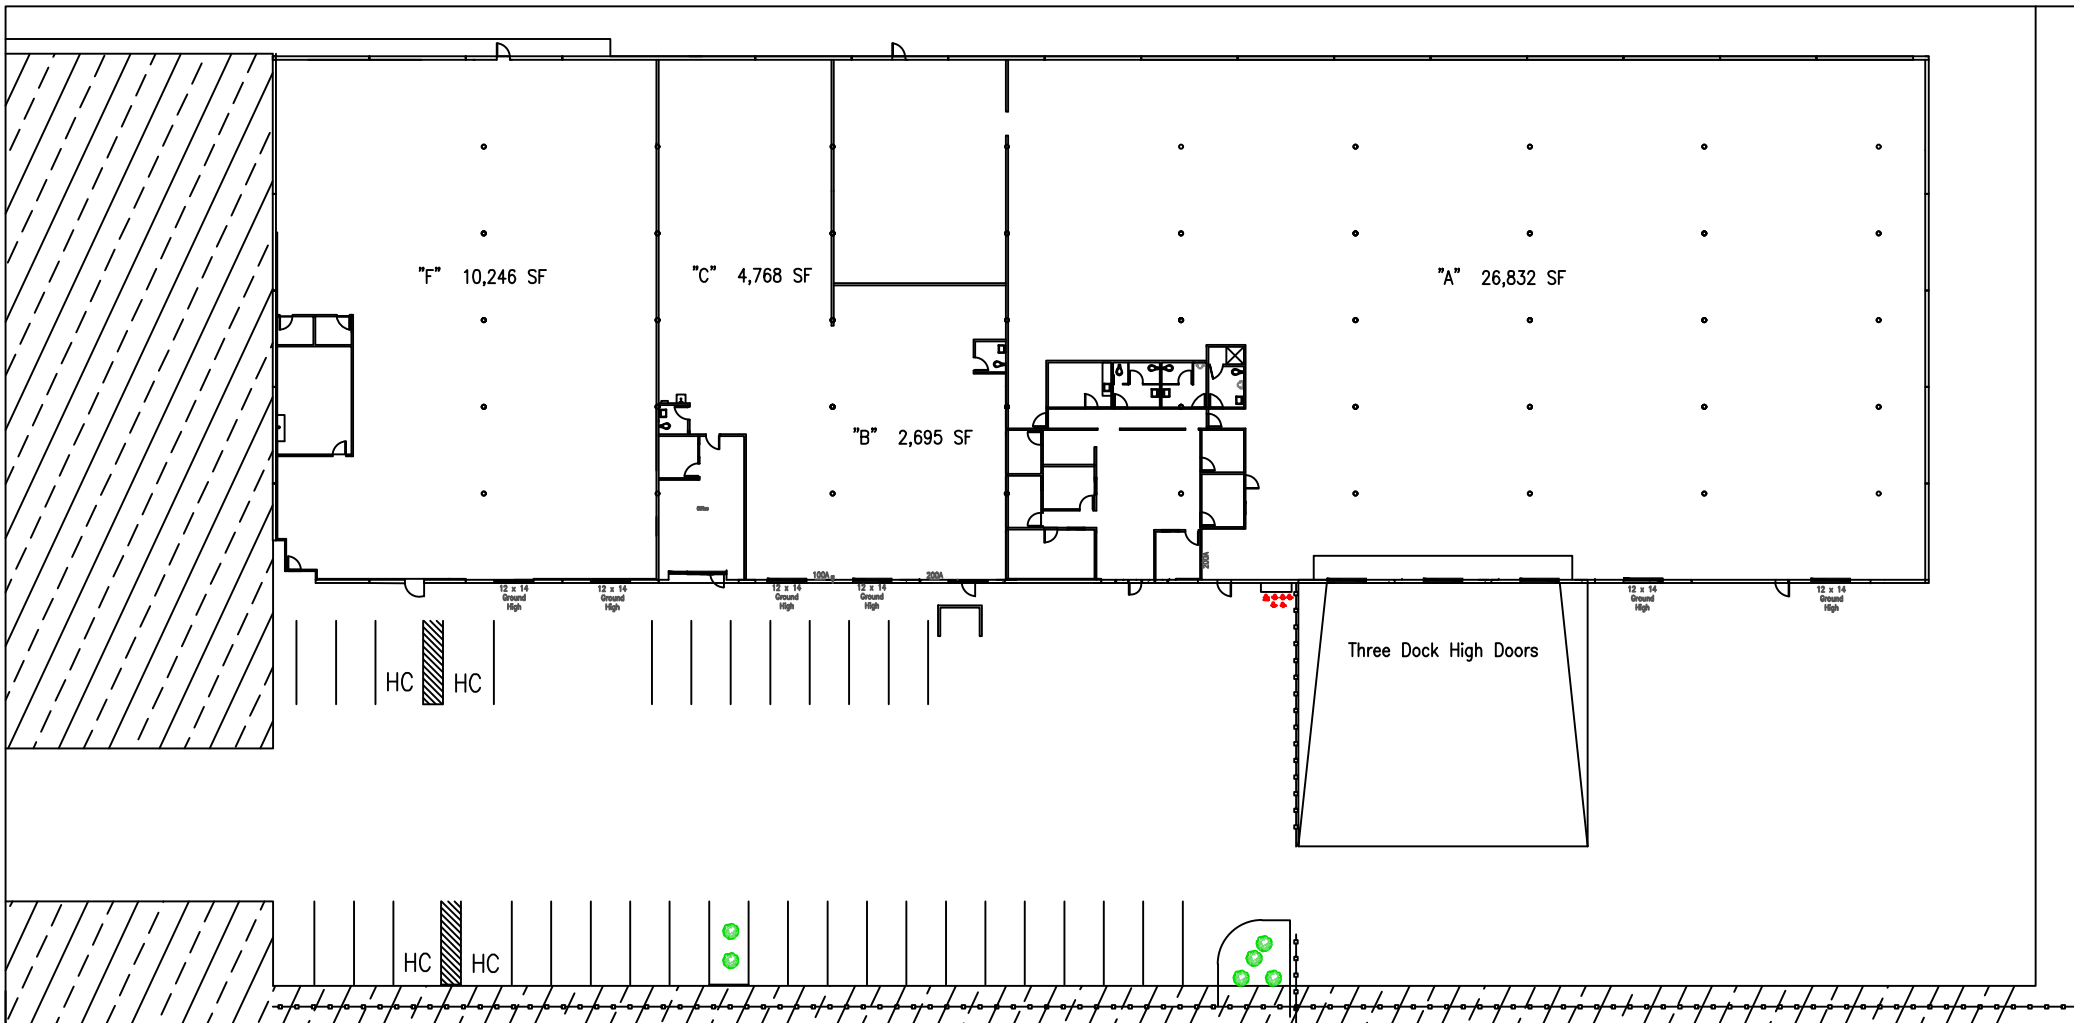 "F" 10,246 SF
"C" 4,768 SF
"A" 26,832 SF
"B" 2,695 SF
Office
200A
100A
200A
12 x 14
Ground
High
12 x 14
Ground
High
12 x 14
Ground
High
12 x 14
Ground
High
12 x 14
Ground
High
12 x 14
Ground
High
Three Dock High Doors
HC
HC
HC
HC